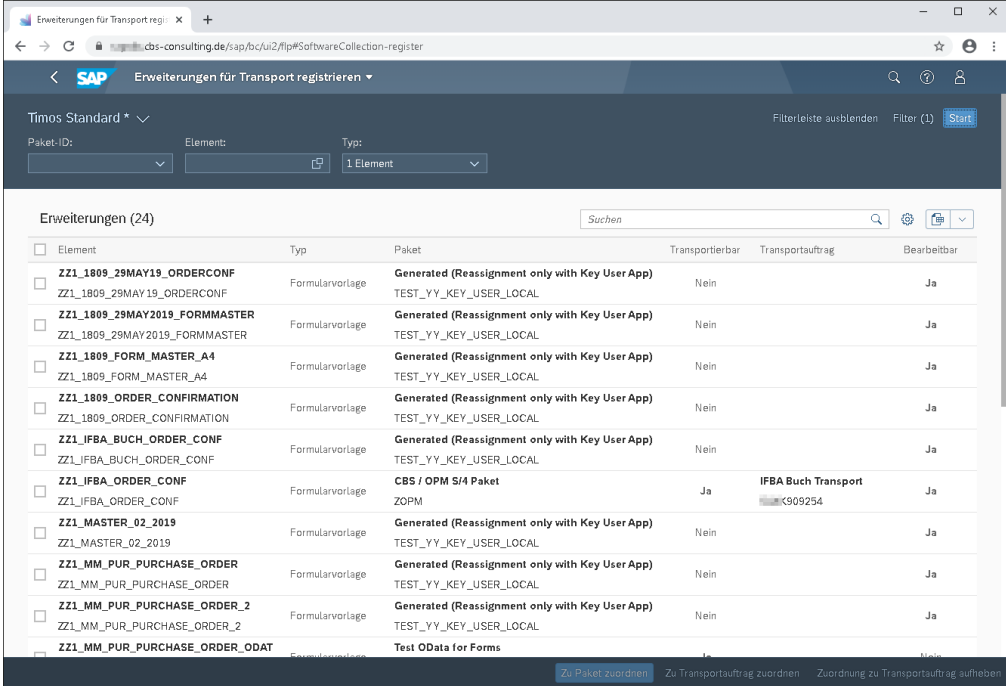 Erweiterungen für Transport regis
cbs-consulting.de/sap/bc/ui2/flp#SoftwareCollection-register
SAP Erweiterungen für Transport registrieren
Timos Standard *
Filterleiste ausblenden Filter (1) Start
Paket-ID: Element: Typ:
1 Element
Erweiterungen (24)
Suchen
Element Typ Paket Transportierbar Transportauftrag Bearbeitbar
ZZ1_1809_29MAY19_ORDERCONF Generated (Reassignment only with Key User App)
Formularvorlage Nein Ja
ZZ1_1809_29MAY19_ORDERCONF TEST_YY_KEY_USER_LOCAL
ZZ1_1809_29MAY2019_FORMMASTER Generated (Reassignment only with Key User App)
Formularvorlage Nein Ja
ZZ1_1809_29MAY2019_FORMMASTER TEST_YY_KEY_USER_LOCAL
ZZ1_1809_FORM_MASTER_A4 Generated (Reassignment only with Key User App)
Formularvorlage Nein Ja
ZZ1_1809_FORM_MASTER_A4 TEST_YY_KEY_USER_LOCAL
ZZ1_1809_ORDER_CONFIRMATION Generated (Reassignment only with Key User App)
Formularvorlage Nein Ja
ZZ1_1809_ORDER_CONFIRMATION TEST_YY_KEY_USER_LOCAL
ZZ1_IFBA_BUCH_ORDER_CONF Generated (Reassignment only with Key User App)
Formularvorlage Nein Ja
ZZ1_IFBA_BUCH_ORDER_CONF TEST_YY_KEY_USER_LOCAL
ZZ1_IFBA_ORDER_CONF CBS / OPM S/4 Paket IFBA Buch Transport
Formularvorlage Ja Ja
ZZ1_IFBA_ORDER_CONF ZOPM K909254
ZZ1_MASTER_02_2019 Generated (Reassignment only with Key User App)
Formularvorlage Nein Ja
ZZ1_MASTER_02_2019 TEST_YY_KEY_USER_LOCAL
ZZ1_MM_PUR_PURCHASE_ORDER Generated (Reassignment only with Key User App)
Formularvorlage Nein Ja
ZZ1_MM_PUR_PURCHASE_ORDER TEST_YY_KEY_USER_LOCAL
ZZ1_MM_PUR_PURCHASE_ORDER_2 Generated (Reassignment only with Key User App)
Formularvorlage Nein Ja
ZZ1_MM_PUR_PURCHASE_ORDER_2 TEST_YY_KEY_USER_LOCAL
ZZ1_MM_PUR_PURCHASE_ORDER_ODAT Test OData for Forms
Zu Paket zuordnen Zu Transportauftrag zuordnen Zuordnung zu Transportauftrag aufheben